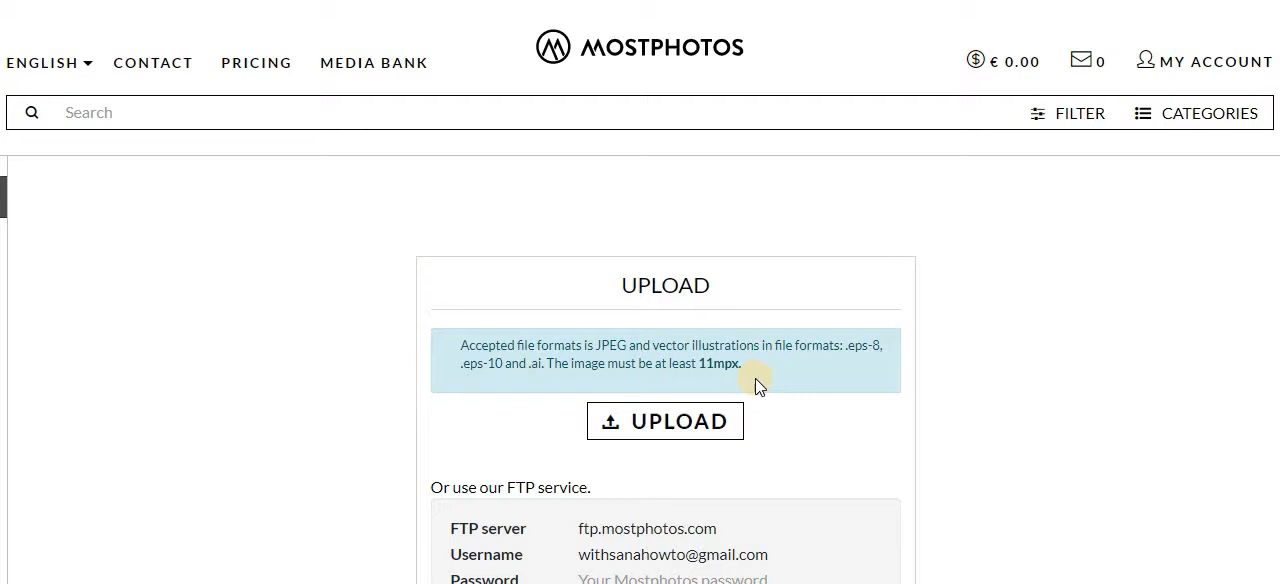 MOSTPHOTOS
ENGLISH CONTACT PRICING MEDIA BANK
€ 0.00 0 MY ACCOUNT
Search FILTER CATEGORIES
UPLOAD
Accepted file formats is JPEG and vector illustrations in file formats: .eps-8,
.eps-10 and .ai. The image must be at least 11mpx.
UPLOAD
Or use our FTP service.
FTP server ftp.mostphotos.com
Username withsanahowto@gmail.com
Password Your Mostphotos password